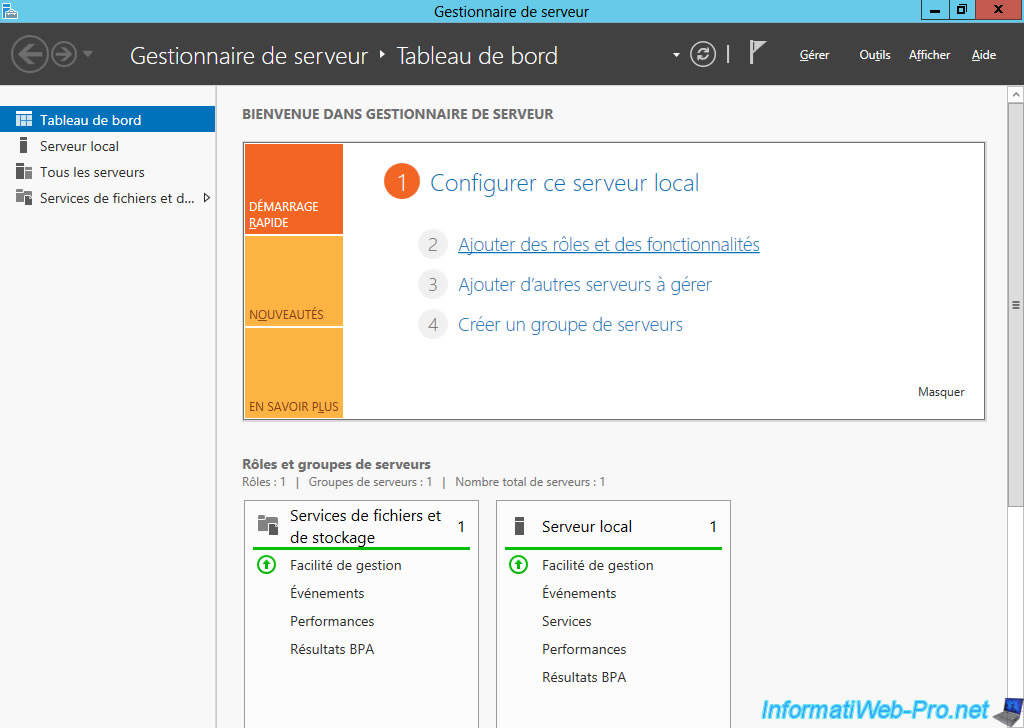 Gestionnaire de serveur
Gestionnaire de serveur ‣ Tableau de bord
Gérer Outils Afficher Aide
Tableau de bord
Serveur local
Tous les serveurs
Services de fichiers et d...
BIENVENUE DANS GESTIONNAIRE DE SERVEUR
DÉMARRAGE
RAPIDE
NOUVEAUTÉS
EN SAVOIR PLUS
1 Configurer ce serveur local
2 Ajouter des rôles et des fonctionnalités
3 Ajouter d'autres serveurs à gérer
4 Créer un groupe de serveurs
Masquer
Rôles et groupes de serveurs
Rôles : 1 | Groupes de serveurs : 1 | Nombre total de serveurs : 1
Services de fichiers et
de stockage 1
Facilité de gestion
Événements
Performances
Résultats BPA
Serveur local 1
Facilité de gestion
Événements
Services
Performances
Résultats BPA
InformatiWeb-Pro.net